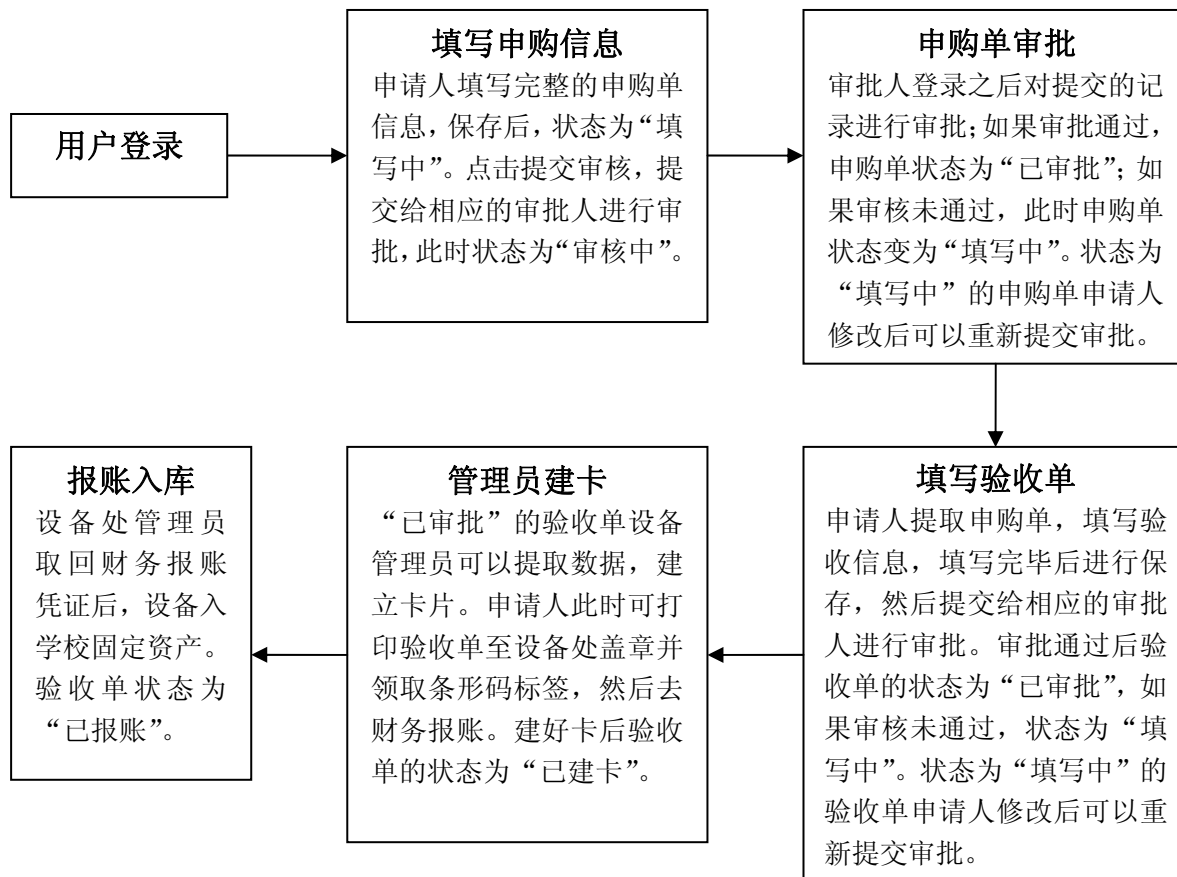 用户登录
填写申购信息
申请人填写完整的申购单
信息，保存后，状态为“填
写中”。点击提交审核，提
交给相应的审批人进行审
批，此时状态为“审核中”。
申购单审批
审批人登录之后对提交的记
录进行审批；如果审批通过，
申购单状态为“已审批”；如
果审核未通过，此时申购单
状态变为“填写中”。状态为
“填写中”的申购单申请人
修改后可以重新提交审批。
填写验收单
申请人提取申购单，填写验
收信息，填写完毕后进行保
存，然后提交给相应的审批
人进行审批。审批通过后验
收单的状态为“已审批”，如
果审核未通过，状态为“填
写中”。状态为“填写中”的
验收单申请人修改后可以重
新提交审批。
管理员建卡
“已审批”的验收单设备
管理员可以提取数据，建
立卡片。申请人此时可打
印验收单至设备处盖章并
领取条形码标签，然后去
财务报账。建好卡后验收
单的状态为“已建卡”。
报账入库
设备处管理员
取回财务报账
凭证后，设备入
学校固定资产。
验收单状态为
“已报账”。